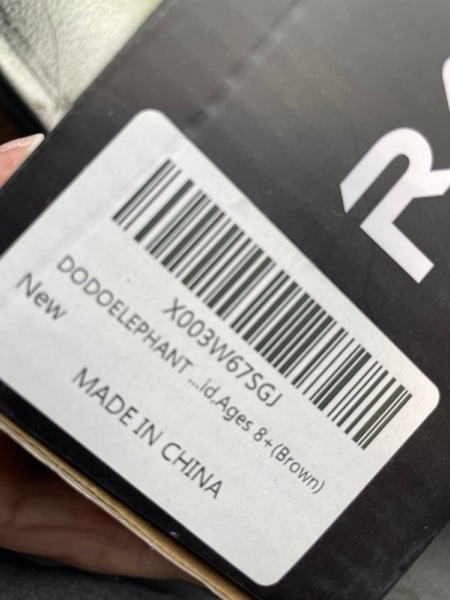 X003W67SGJ
DODOELEPHANT ...id,Ages 8+(Brown)
New
MADE IN CHINA
R